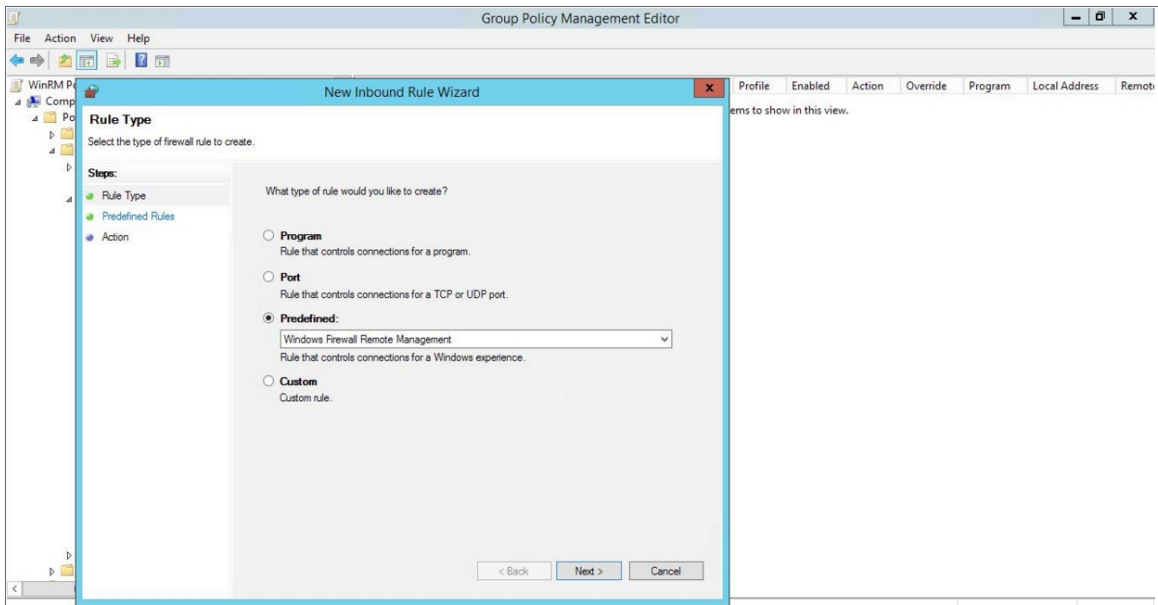 Group Policy Management Editor
File Action View Help
WinRM Po
Comp
Po
Profile Enabled Action Override Program Local Address Remote
ems to show in this view.
New Inbound Rule Wizard
Rule Type
Select the type of firewall rule to create.
Steps:
Rule Type
Predefined Rules
Action
What type of rule would you like to create?
Program
Rule that controls connections for a program.
Port
Rule that controls connections for a TCP or UDP port.
Predefined:
Windows Firewall Remote Management
Rule that controls connections for a Windows experience.
Custom
Custom rule.
< Back Next > Cancel